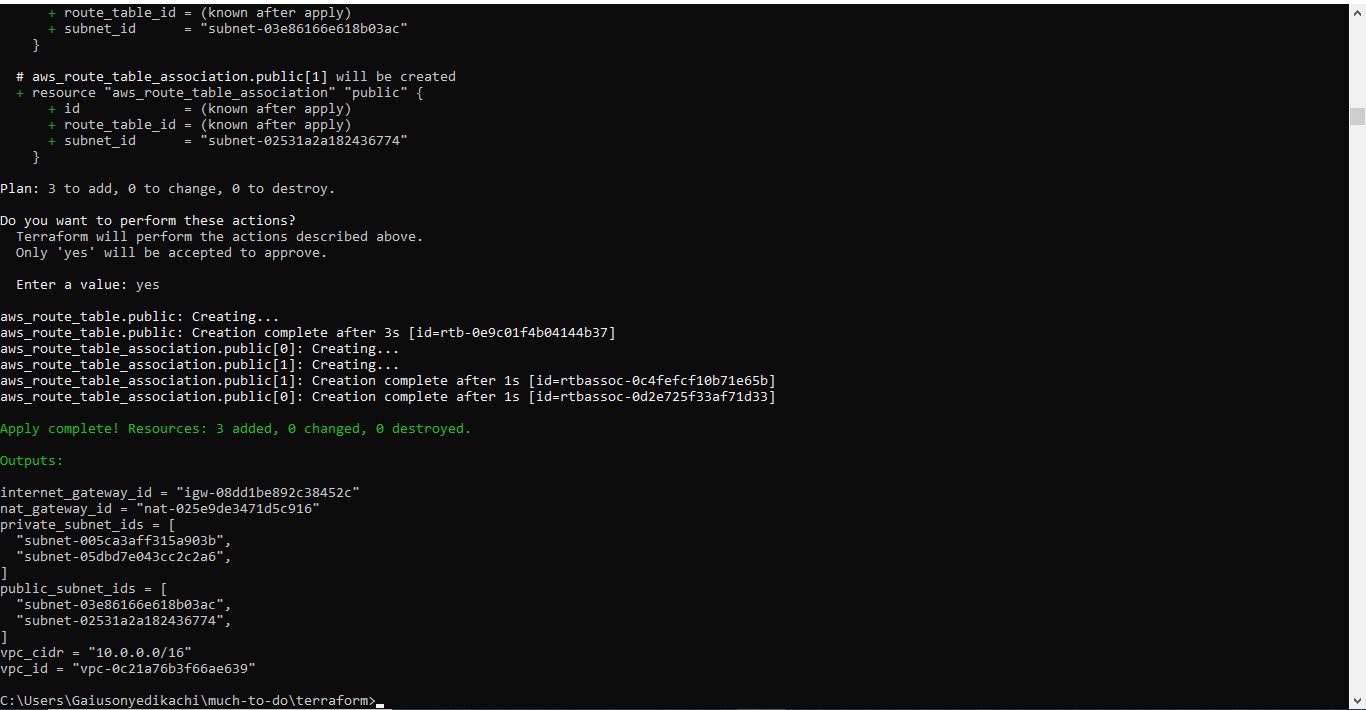 + route_table_id = (known after apply)
+ subnet_id      = "subnet-03e86166e618b03ac"
}
# aws_route_table_association.public[1] will be created
+ resource "aws_route_table_association" "public" {
+ id             = (known after apply)
+ route_table_id = (known after apply)
+ subnet_id      = "subnet-02531a2a182436774"
}
Plan: 3 to add, 0 to change, 0 to destroy.
Do you want to perform these actions?
Terraform will perform the actions described above.
Only 'yes' will be accepted to approve.
Enter a value: yes
aws_route_table.public: Creating...
aws_route_table.public: Creation complete after 3s [id=rtb-0e9c01f4b04144b37]
aws_route_table_association.public[0]: Creating...
aws_route_table_association.public[1]: Creating...
aws_route_table_association.public[1]: Creation complete after 1s [id=rtbassoc-0c4fefcf10b71e65b]
aws_route_table_association.public[0]: Creation complete after 1s [id=rtbassoc-0d2e725f33af71d33]
Apply complete! Resources: 3 added, 0 changed, 0 destroyed.
Outputs:
internet_gateway_id = "igw-08dd1be892c38452c"
nat_gateway_id = "nat-025e9de3471d5c916"
private_subnet_ids = [
"subnet-005ca3aff315a903b",
"subnet-05dbd7e043cc2c2a6",
]
public_subnet_ids = [
"subnet-03e86166e618b03ac",
"subnet-02531a2a182436774",
]
vpc_cidr = "10.0.0.0/16"
vpc_id = "vpc-0c21a76b3f66ae639"
C:\Users\Gaiusonyedikachi\much-to-do\terraform>